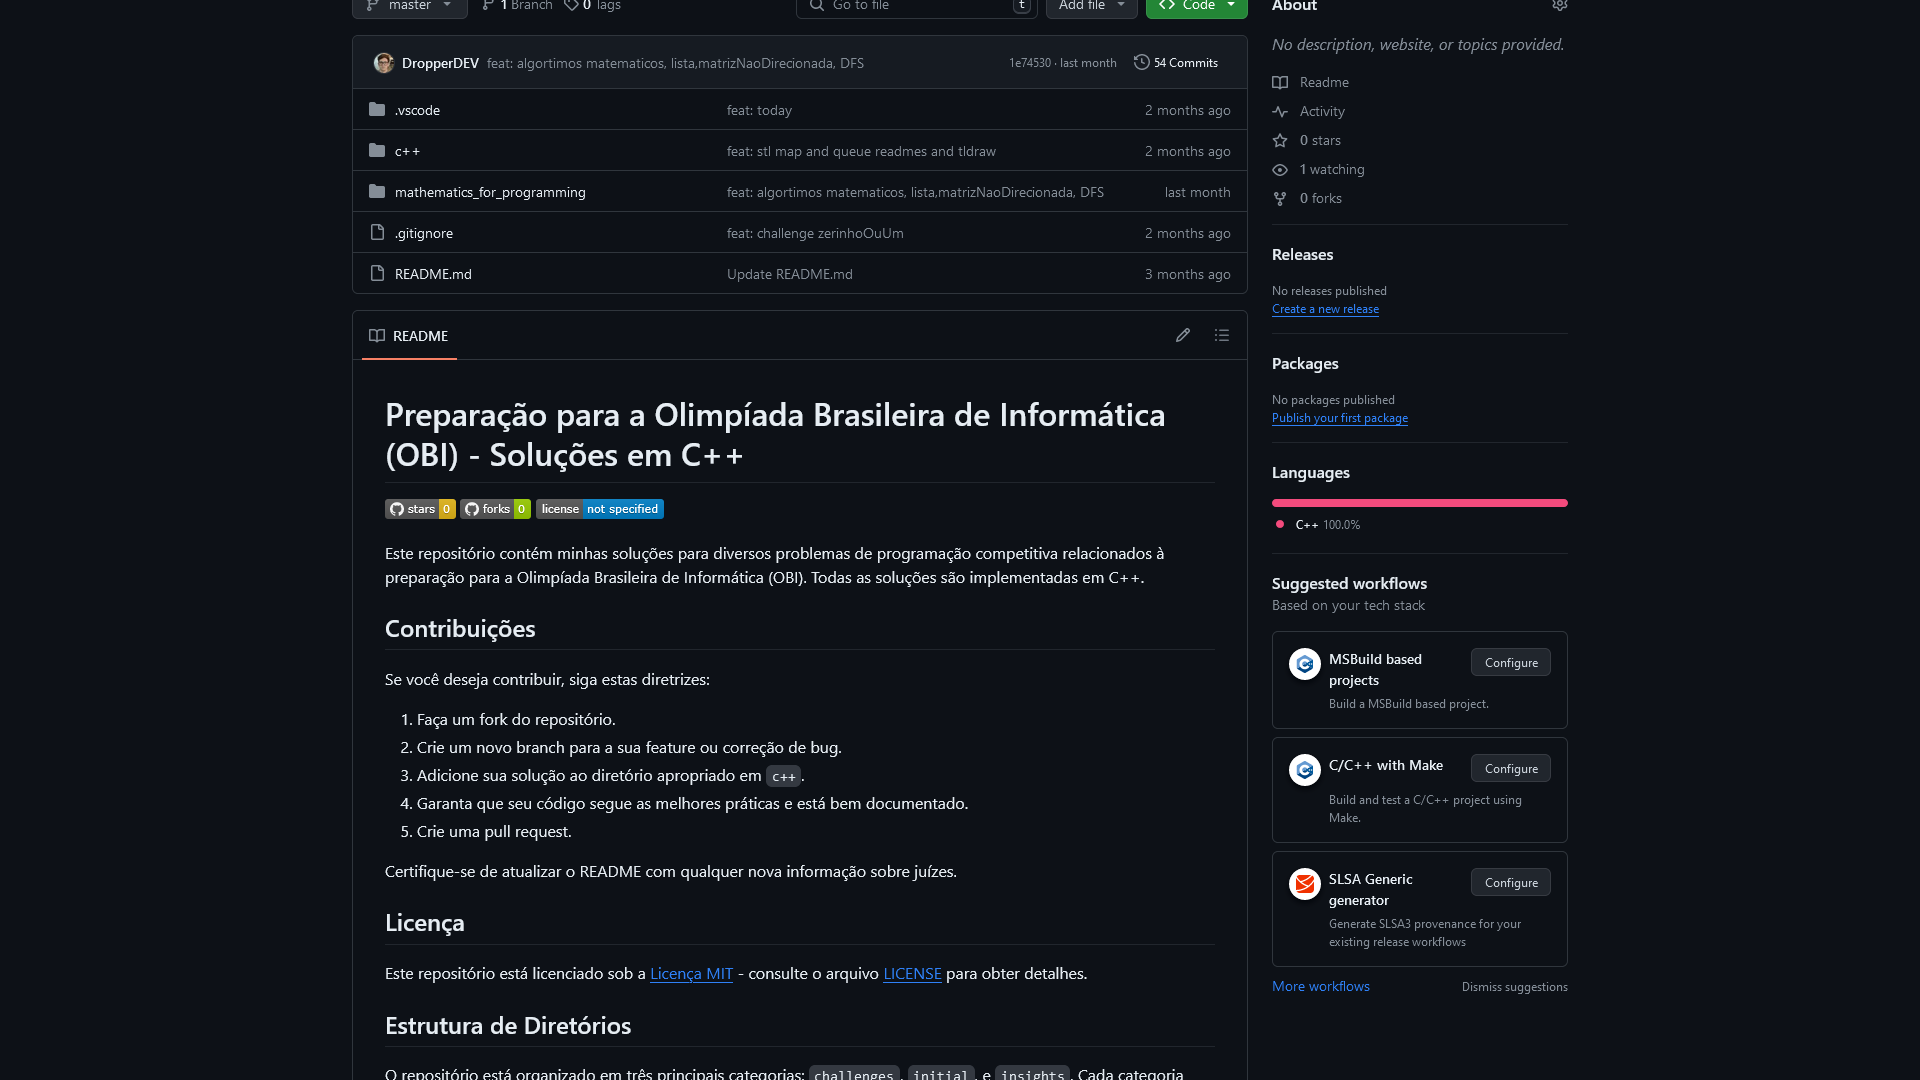 master
1 Branch
0 Tags
Go to file
t
Add file
Code
DropperDEV feat: algortimos matematicos, lista,matrizNaoDirecionada, DFS 1e74530 · last month 54 Commits
.vscode feat: today 2 months ago
c++ feat: stl map and queue readmes and tldraw 2 months ago
mathematics_for_programming feat: algortimos matematicos, lista,matrizNaoDirecionada, DFS last month
.gitignore feat: challenge zerinhoOuUm 2 months ago
README.md Update README.md 3 months ago
README
Preparação para a Olimpíada Brasileira de Informática
(OBI) - Soluções em C++
stars 0 forks 0 license not specified
Este repositório contém minhas soluções para diversos problemas de programação competitiva relacionados à
preparação para a Olimpíada Brasileira de Informática (OBI). Todas as soluções são implementadas em C++.
Contribuições
Se você deseja contribuir, siga estas diretrizes:
1. Faça um fork do repositório.
2. Crie um novo branch para a sua feature ou correção de bug.
3. Adicione sua solução ao diretório apropriado em c++.
4. Garanta que seu código segue as melhores práticas e está bem documentado.
5. Crie uma pull request.
Certifique-se de atualizar o README com qualquer nova informação sobre juízes.
Licença
Este repositório está licenciado sob a Licença MIT - consulte o arquivo LICENSE para obter detalhes.
Estrutura de Diretórios
O repositório está organizado em três principais categorias: challenges, initial, e insights. Cada categoria
About
No description, website, or topics provided.
Readme
Activity
0 stars
1 watching
0 forks
Releases
No releases published
Create a new release
Packages
No packages published
Publish your first package
Languages
C++ 100.0%
Suggested workflows
Based on your tech stack
MSBuild based
projects
Configure
Build a MSBuild based project.
C/C++ with Make
Configure
Build and test a C/C++ project using
Make.
SLSA Generic
generator
Configure
Generate SLSA3 provenance for your
existing release workflows
More workflows
Dismiss suggestions